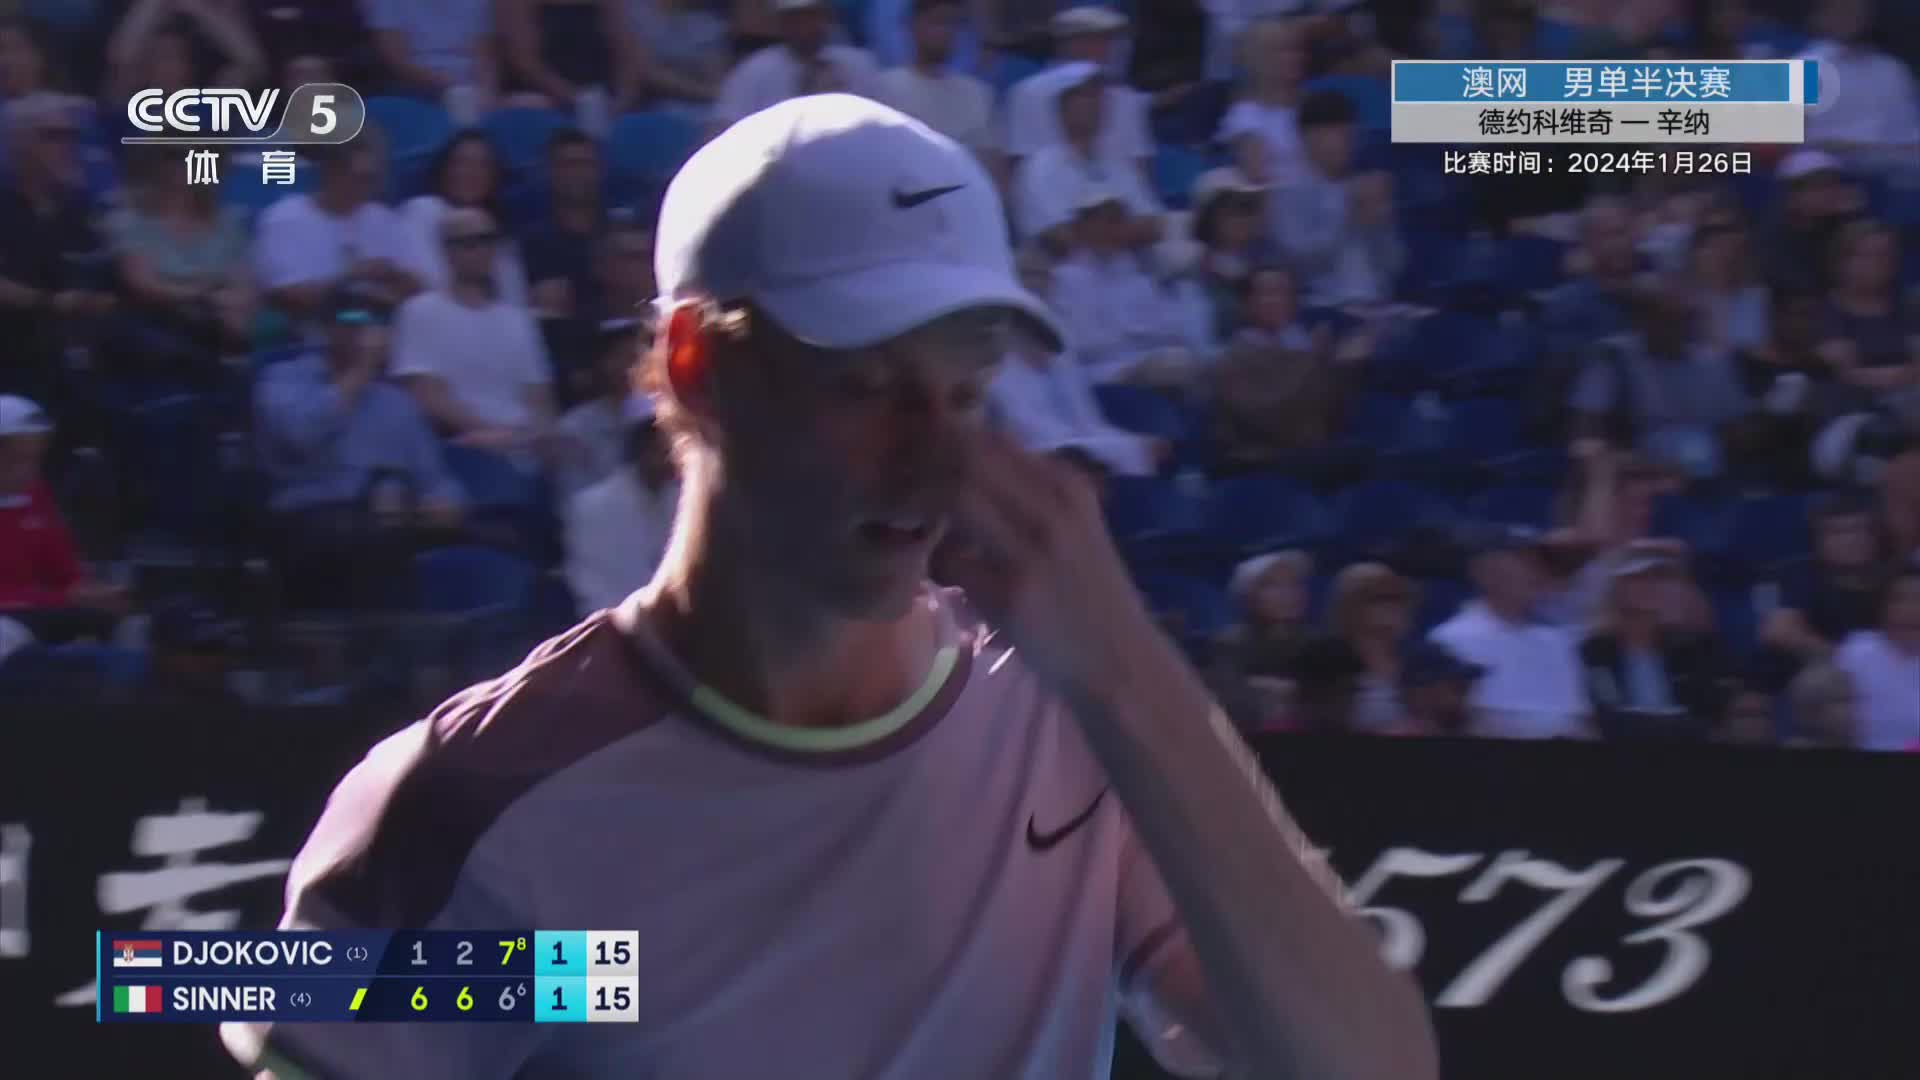 CCTV 5
体育
澳网 男单半决赛
德约科维奇 — 辛纳
比赛时间：2024年1月26日
573
DJOKOVIC (1) 1 2 7⁸ 1 15
SINNER (4) 6 6 6⁶ 1 15